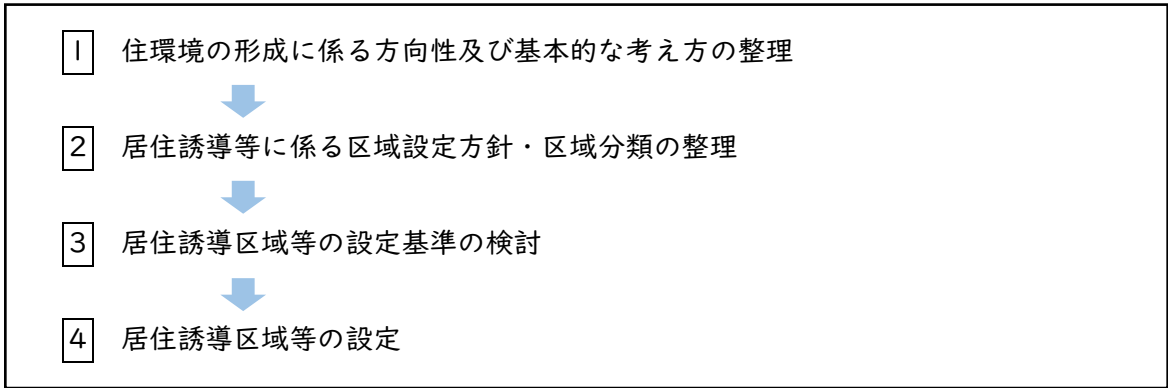 1 住環境の形成に係る方向性及び基本的な考え方の整理
2 居住誘導等に係る区域設定方針・区域分類の整理
3 居住誘導区域等の設定基準の検討
4 居住誘導区域等の設定